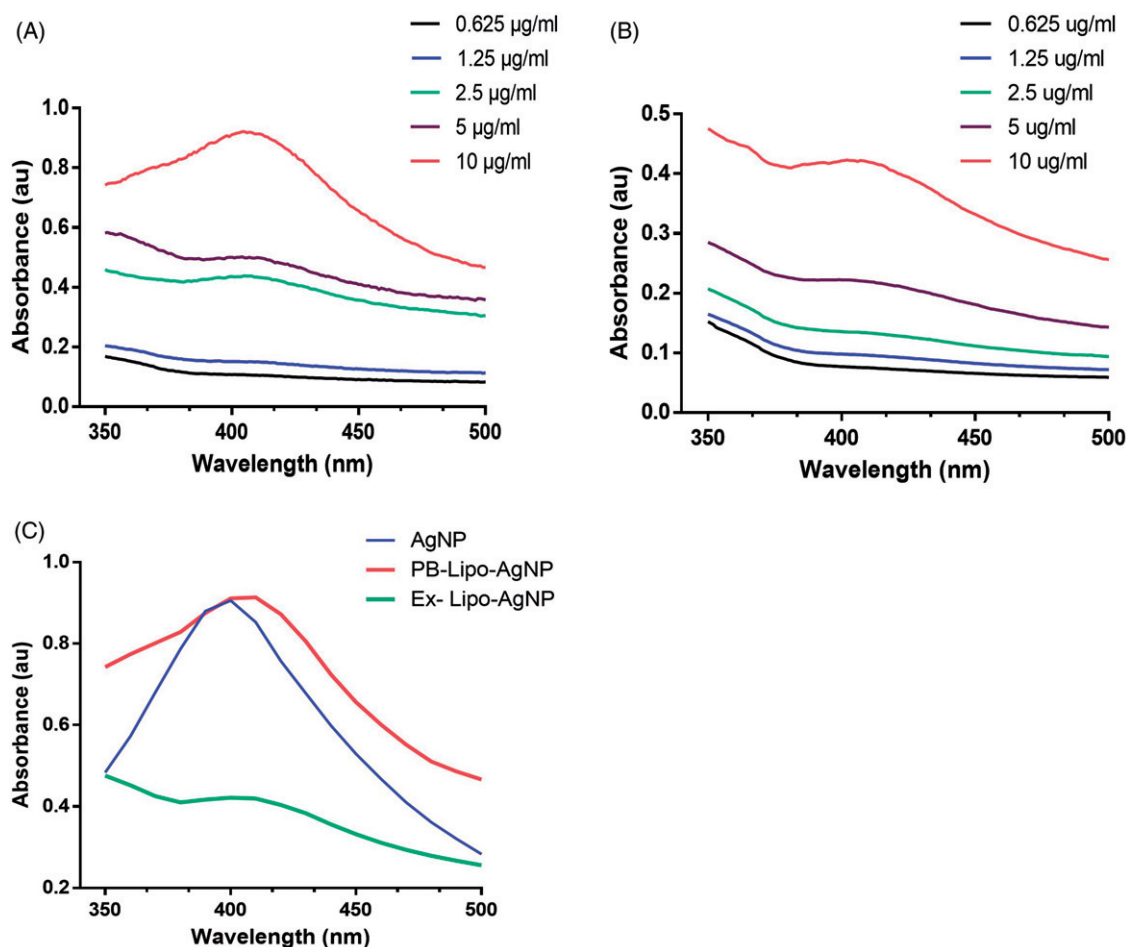 (A)
0.625 µg/ml
1.25 µg/ml
2.5 µg/ml
5 µg/ml
10 µg/ml
Absorbance (au)
1.0
0.8
0.6
0.4
0.2
0.0
350
400
450
500
Wavelength (nm)
(B)
0.625 ug/ml
1.25 ug/ml
2.5 ug/ml
5 ug/ml
10 ug/ml
Absorbance (au)
0.5
0.4
0.3
0.2
0.1
0.0
350
400
450
500
Wavelength (nm)
(C)
AgNP
PB-Lipo-AgNP
Ex- Lipo-AgNP
Absorbance (au)
1.0
0.8
0.6
0.4
0.2
350
400
450
500
Wavelength (nm)